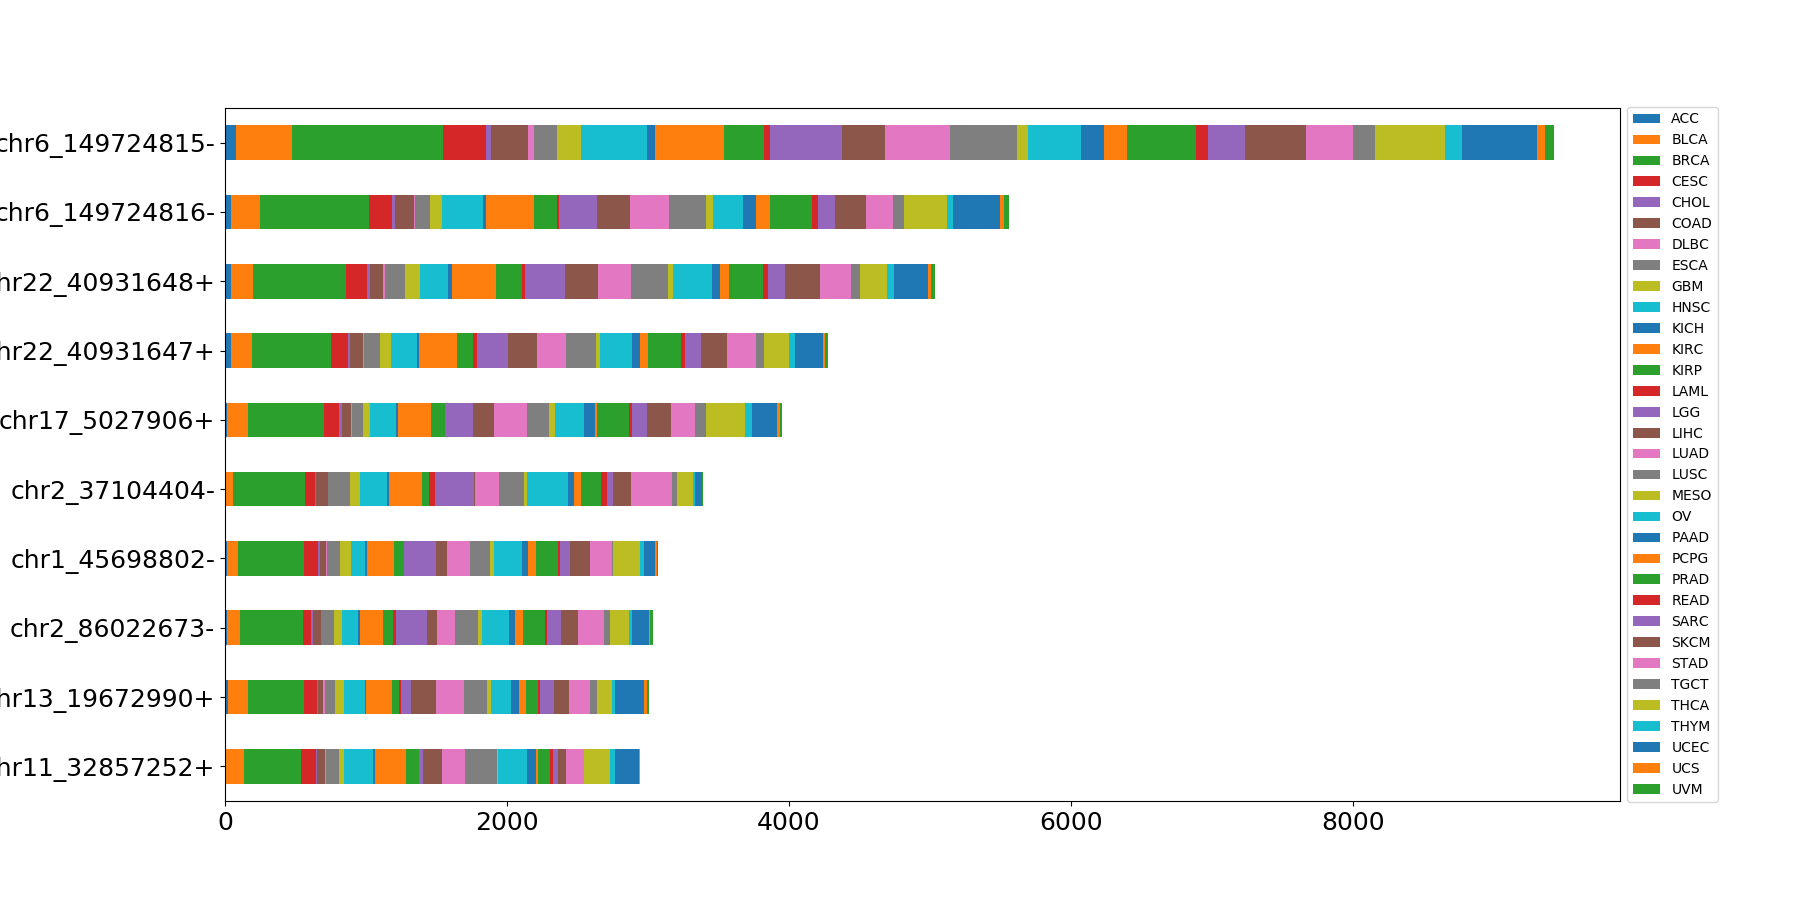 chr6_149724815-
chr6_149724816-
hr22_40931648+
hr22_40931647+
chr17_5027906+
chr2_37104404-
chr1_45698802-
chr2_86022673-
hr13_19672990+
hr11_32857252+
0 2000 4000 6000 8000
ACC
BLCA
BRCA
CESC
CHOL
COAD
DLBC
ESCA
GBM
HNSC
KICH
KIRC
KIRP
LAML
LGG
LIHC
LUAD
LUSC
MESO
OV
PAAD
PCPG
PRAD
READ
SARC
SKCM
STAD
TGCT
THCA
THYM
UCEC
UCS
UVM